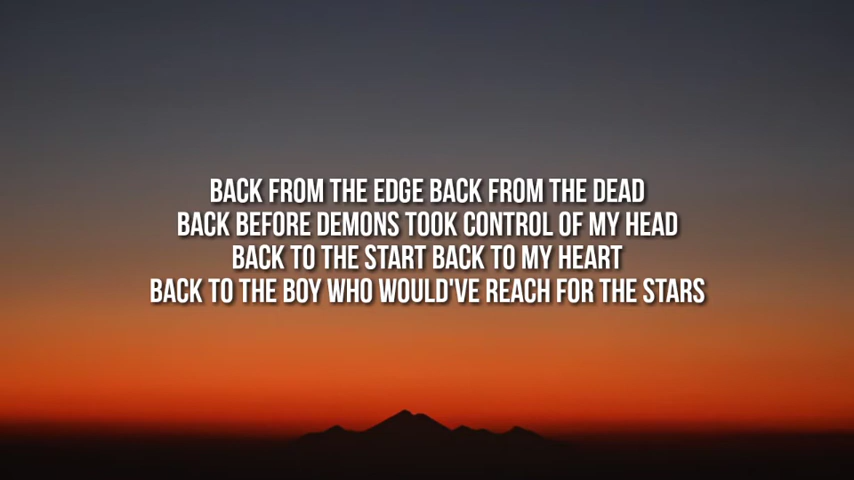 BACK FROM THE EDGE BACK FROM THE DEAD
BACK BEFORE DEMONS TOOK CONTROL OF MY HEAD
BACK TO THE START BACK TO MY HEART
BACK TO THE BOY WHO WOULD'VE REACH FOR THE STARS